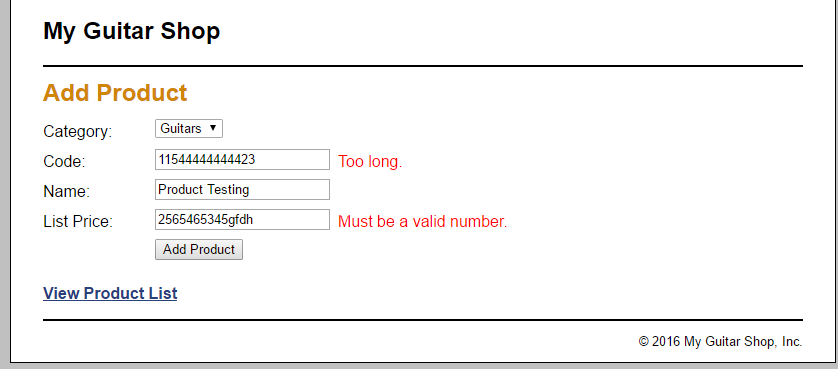 My Guitar Shop
Add Product
Category: Guitars
Code: 11544444444423 Too long.
Name: Product Testing
List Price: 2565465345gfdh Must be a valid number.
Add Product
View Product List
© 2016 My Guitar Shop, Inc.